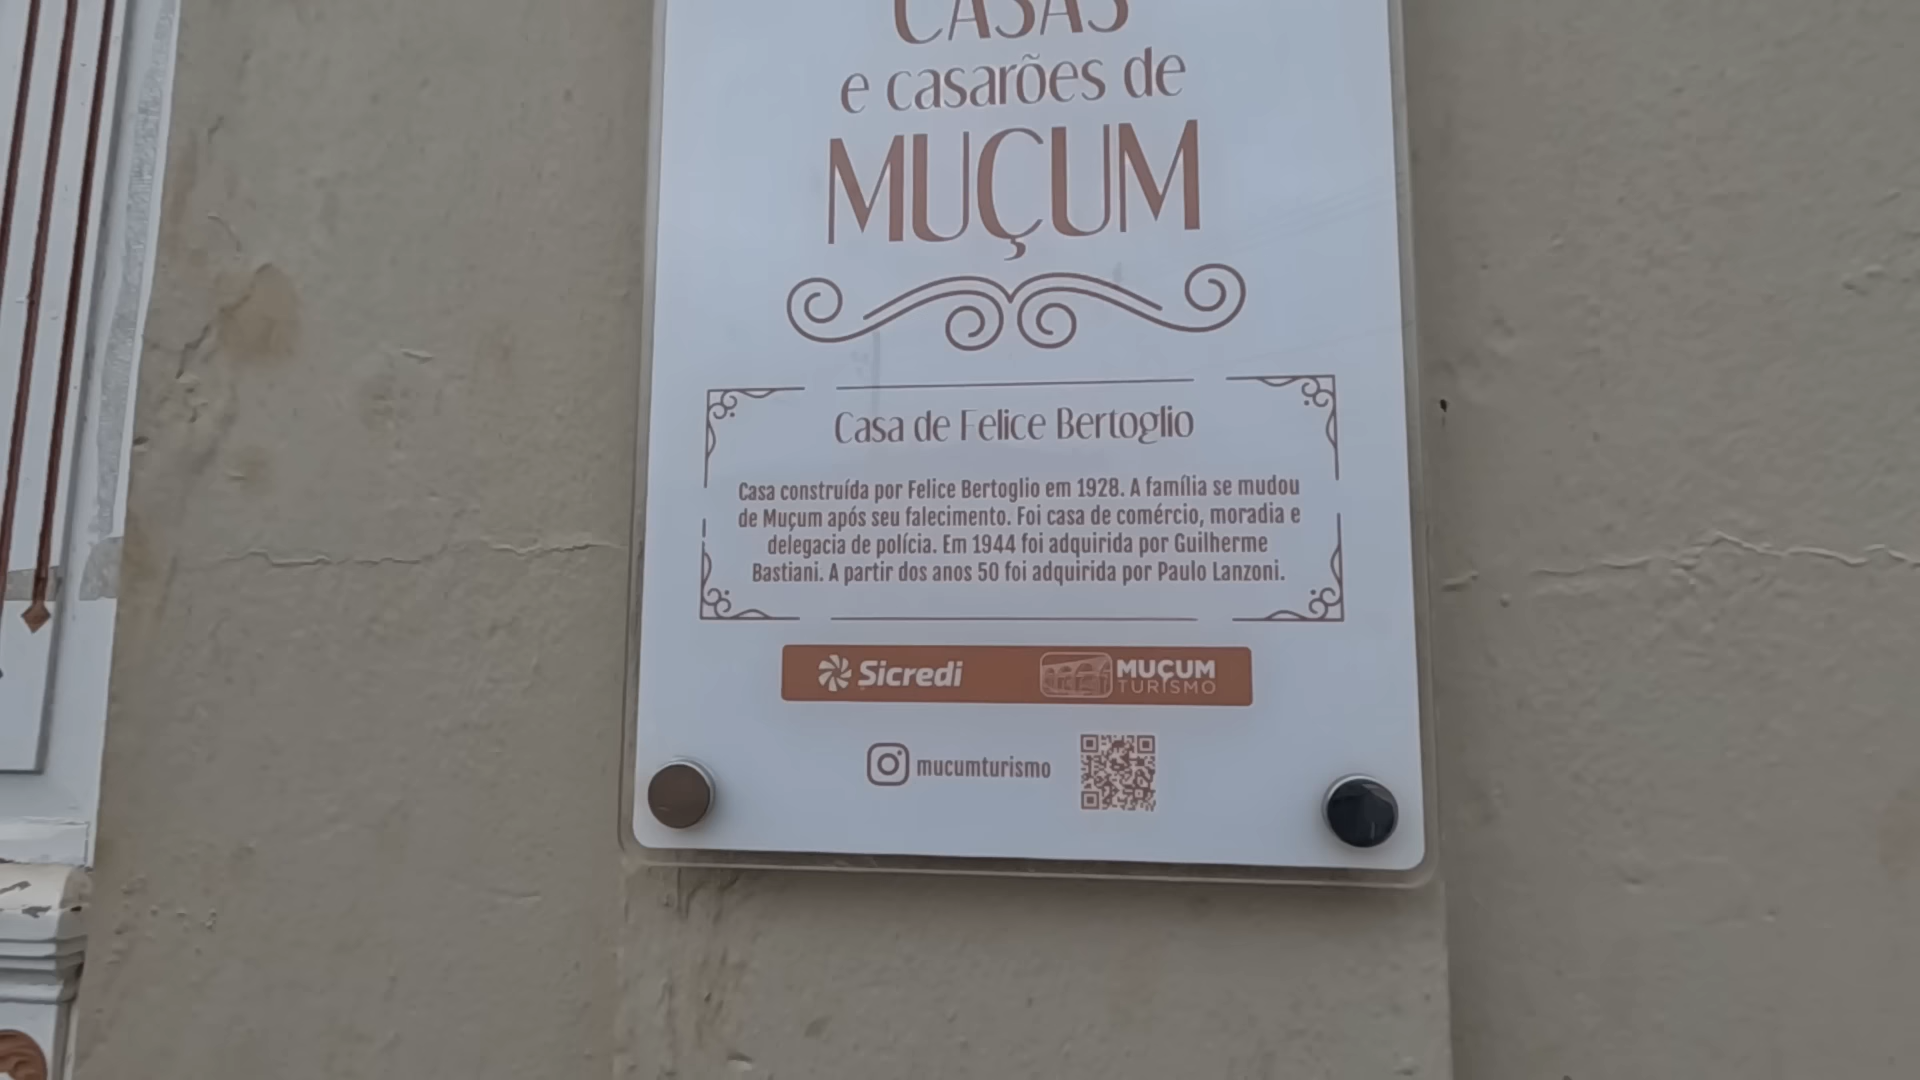 CASAS
e casarões de
MUÇUM
Casa de Felice Bertoglio
Casa construída por Felice Bertoglio em 1928. A família se mudou
de Muçum após seu falecimento. Foi casa de comércio, moradia e
delegacia de polícia. Em 1944 foi adquirida por Guilherme
Bastiani. A partir dos anos 50 foi adquirida por Paulo Lanzoni.
Sicredi
MUÇUM
TURISMO
mucumturismo